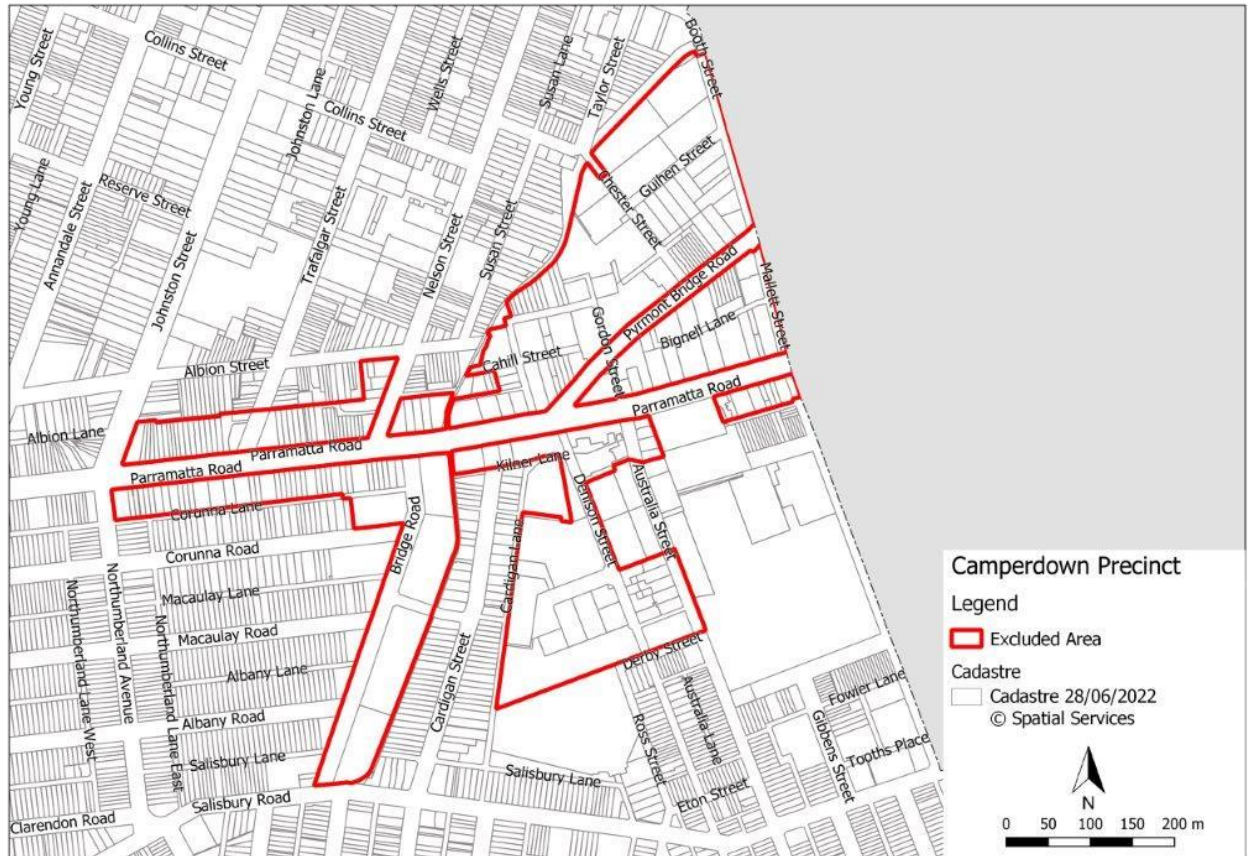 Young Street
Collins Street
Johnston Lane
Wells Street
Susan Lane
Taylor Street
Booth Street
Collins Street
Young Lane
Reserve Street
Annandale Street
Johnston Street
Trafalgar Street
Nelson Street
Susan Street
Chester Street
Guihen Street
Pyrmont Bridge Road
Mallett Street
Gordon Street
Bignell Lane
Albion Street
Cahill Street
Parramatta Road
Albion Lane
Parramatta Road
Parramatta Road
Kilner Lane
Corunna Lane
Bridge Road
Denison Street
Australia Street
Corunna Road
Cardigan Lane
Northumberland Lane West
Northumberland Avenue
Northumberland Lane East
Macaulay Lane
Macaulay Road
Albany Lane
Cardigan Street
Derby Street
Albany Road
Ross Street
Australia Lane
Fowler Lane
Gibbens Street
Tooths Place
Salisbury Lane
Salisbury Lane
Eton Street
Salisbury Road
Clarendon Road
Camperdown Precinct
Legend
Excluded Area
Cadastre
Cadastre 28/06/2022
© Spatial Services
N
0 50 100 150 200 m